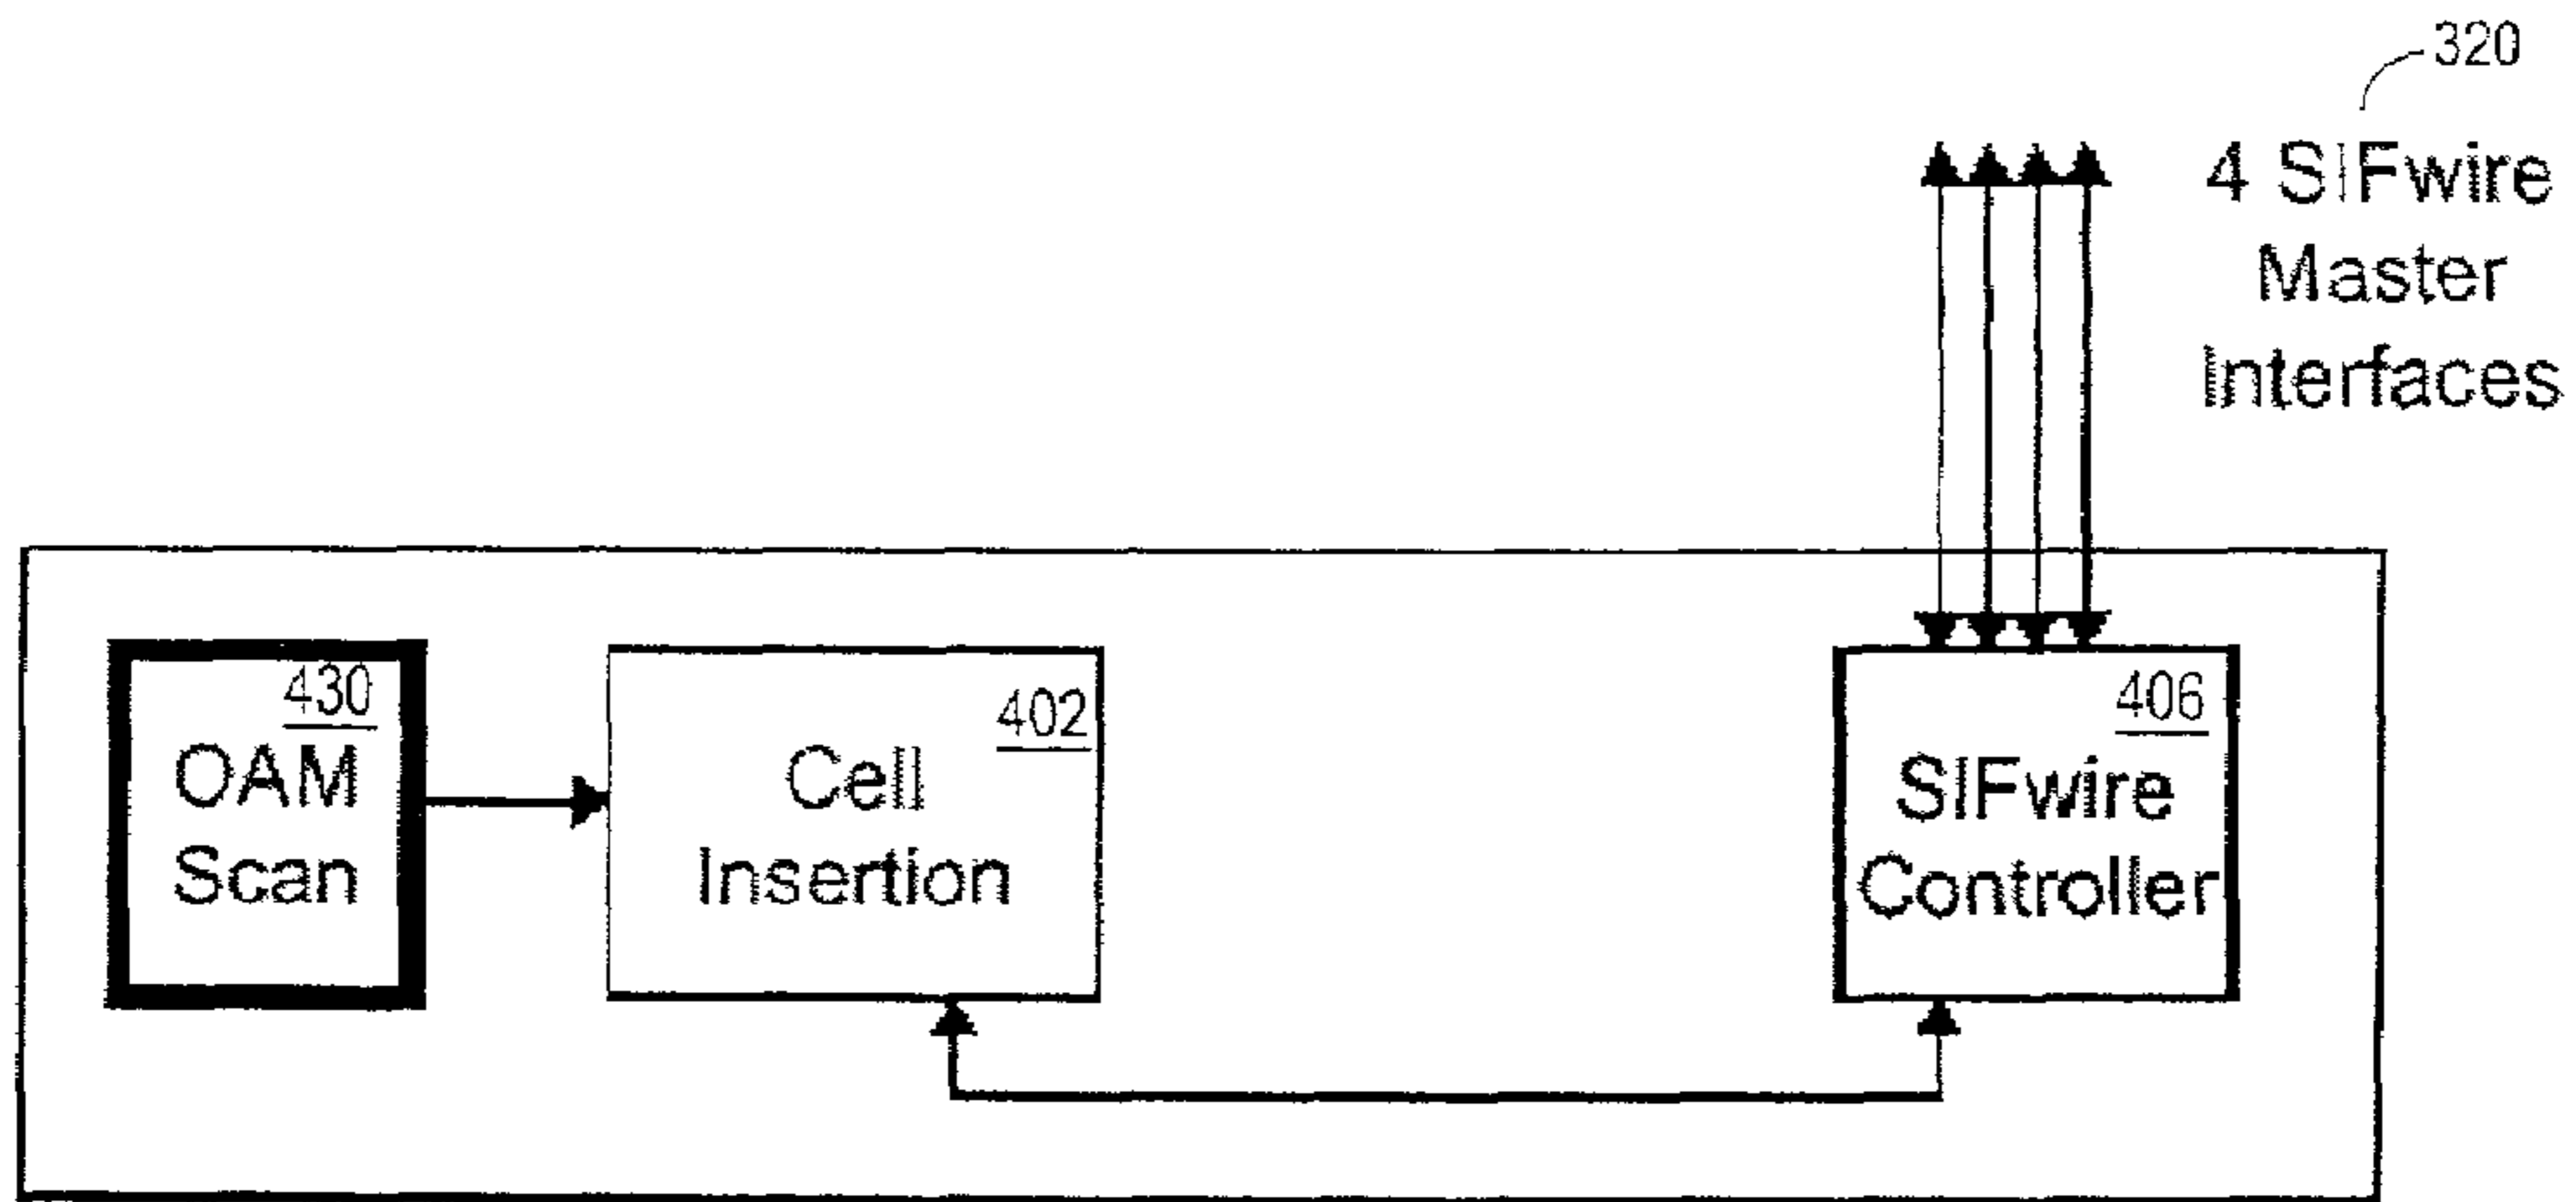 320
4 SIFwire
Master
Interfaces
430
OAM
Scan
402
Cell
Insertion
406
SIFwire
Controller